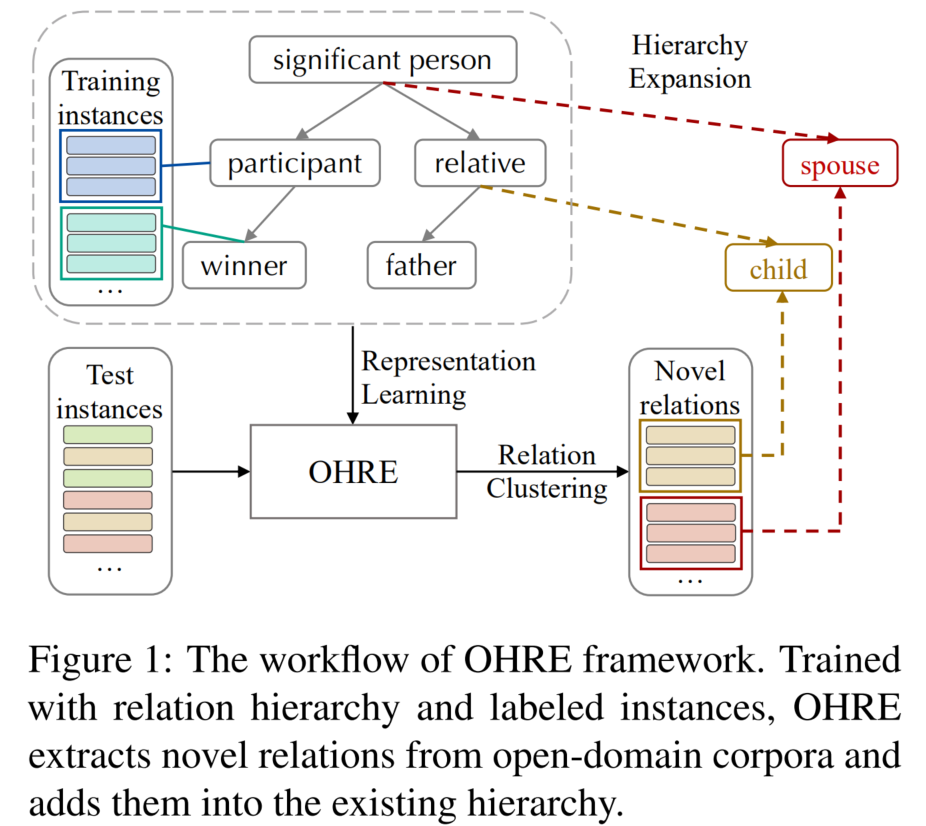 significant person
Hierarchy
Expansion
Training
instances
participant
relative
spouse
winner
father
child
...
Representation
Learning
Test
instances
Novel
relations
OHRE
Relation
Clustering
...
...
Figure 1: The workflow of OHRE framework. Trained
with relation hierarchy and labeled instances, OHRE
extracts novel relations from open-domain corpora and
adds them into the existing hierarchy.